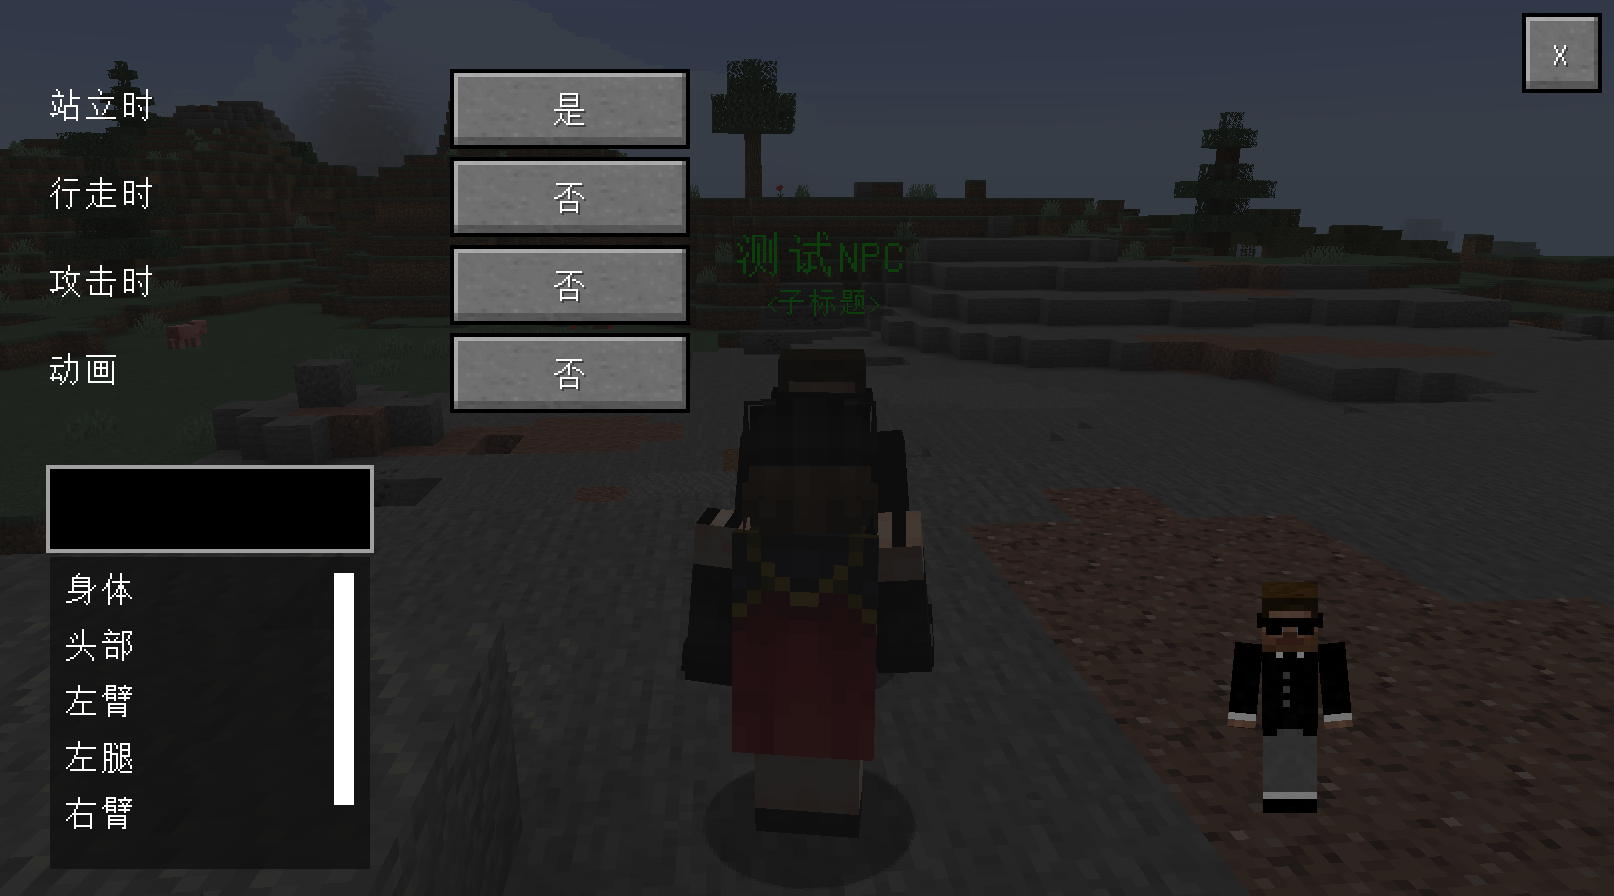 X
站立时 是
行走时 否
测试NPC
攻击时 否
<子标题>
动画 否
身体
头部
左臂
左腿
右臂